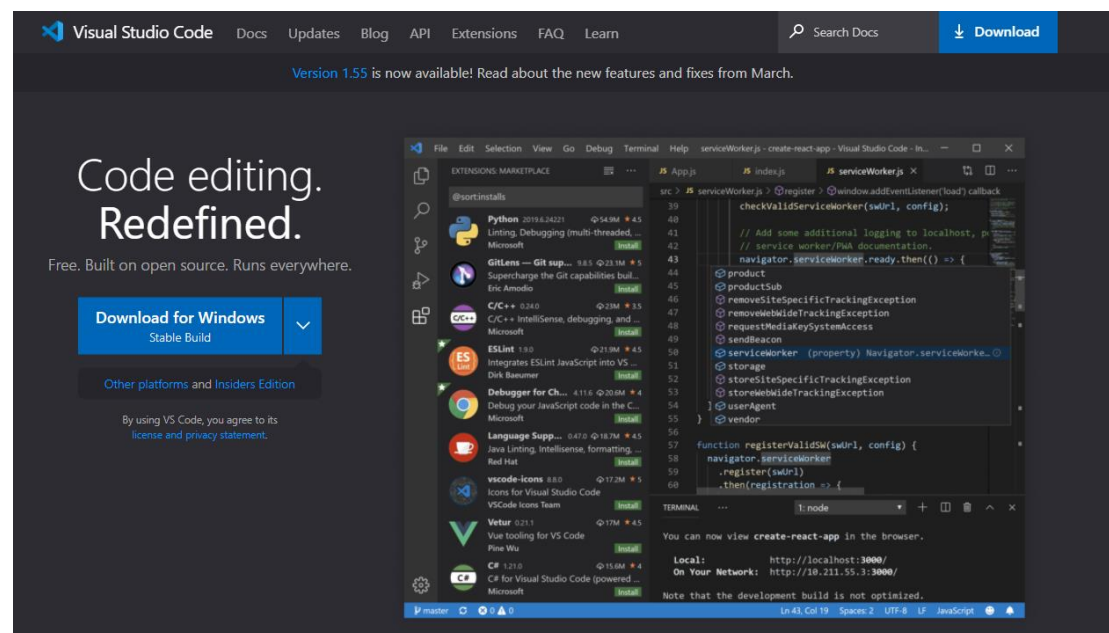 Visual Studio Code Docs Updates Blog API Extensions FAQ Learn Search Docs Download
Version 1.55 is now available! Read about the new features and fixes from March.
Code editing.
Redefined.
Free. Built on open source. Runs everywhere.
Download for Windows
Stable Build
Other platforms and Insiders Edition
By using VS Code, you agree to its
license and privacy statement.
File Edit Selection View Go Debug Terminal Help serviceWorker.js - create-react-app - Visual Studio Code - In...
EXTENSIONS: MARKETPLACE
@sort:installs
Python 2019.6.24221 54.9M 4.5
Linting, Debugging (multi-threaded, ...
Microsoft Install
GitLens — Git sup... 9.8.5 23.1M 5
Supercharge the Git capabilities buil...
Eric Amodio Install
C/C++ 0.24.0 23M 3.5
C/C++ IntelliSense, debugging, and ...
Microsoft Install
ESLint 1.9.0 21.9M 4.5
Integrates ESLint JavaScript into VS ...
Dirk Baeumer Install
Debugger for Ch... 4.11.6 20.6M 4
Debug your JavaScript code in the C...
Microsoft Install
Language Supp... 0.47.0 18.7M 4.5
Java Linting, Intellisense, formatting, ...
Red Hat Install
vscode-icons 8.8.0 17.2M 5
Icons for Visual Studio Code
VSCode Icons Team Install
Vetur 0.21.1 17M 4.5
Vue tooling for VS Code
Pine Wu Install
C# 1.21.0 15.6M 4
C# for Visual Studio Code (powered ...
Microsoft Install
JS App.js JS index.js JS serviceWorker.js
src > JS serviceWorker.js > register > window.addEventListener('load') callback
39 checkValidServiceWorker(swUrl, config);
40
41 // Add some additional logging to localhost, p
42 // service worker/PWA documentation.
43 navigator.serviceWorker.ready.then(() => {
44 product
45 productSub
46 removeSiteSpecificTrackingException
47 removeWebWideTrackingException
48 requestMediaKeySystemAccess
49 sendBeacon
50 serviceWorker (property) Navigator.serviceWorke...
51 storage
52 storeSiteSpecificTrackingException
53 storeWebWideTrackingException
54 ] userAgent
55 } vendor
56
57 function registerValidSW(swUrl, config) {
58 navigator.serviceWorker
59 .register(swUrl)
60 .then(registration => {
TERMINAL ... 1: node
You can now view create-react-app in the browser.
Local: http://localhost:3000/
On Your Network: http://10.211.55.3:3000/
Note that the development build is not optimized.
master 0 0 Ln 43, Col 19 Spaces: 2 UTF-8 LF JavaScript